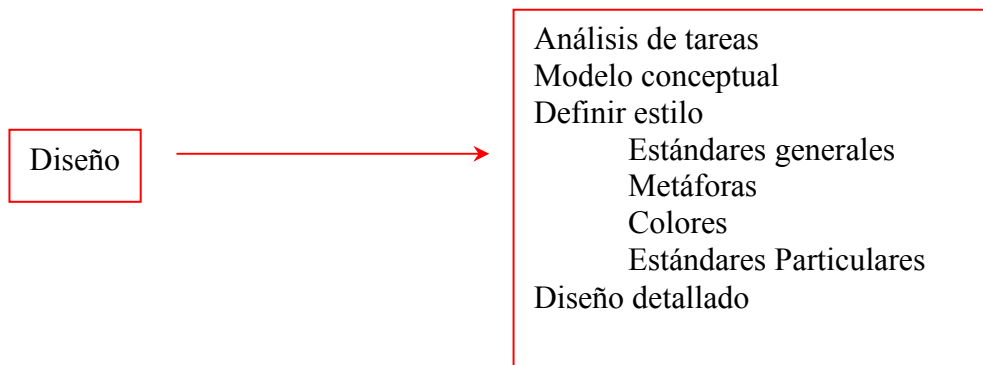 Diseño
Análisis de tareas
Modelo conceptual
Definir estilo
Estándares generales
Metáforas
Colores
Estándares Particulares
Diseño detallado